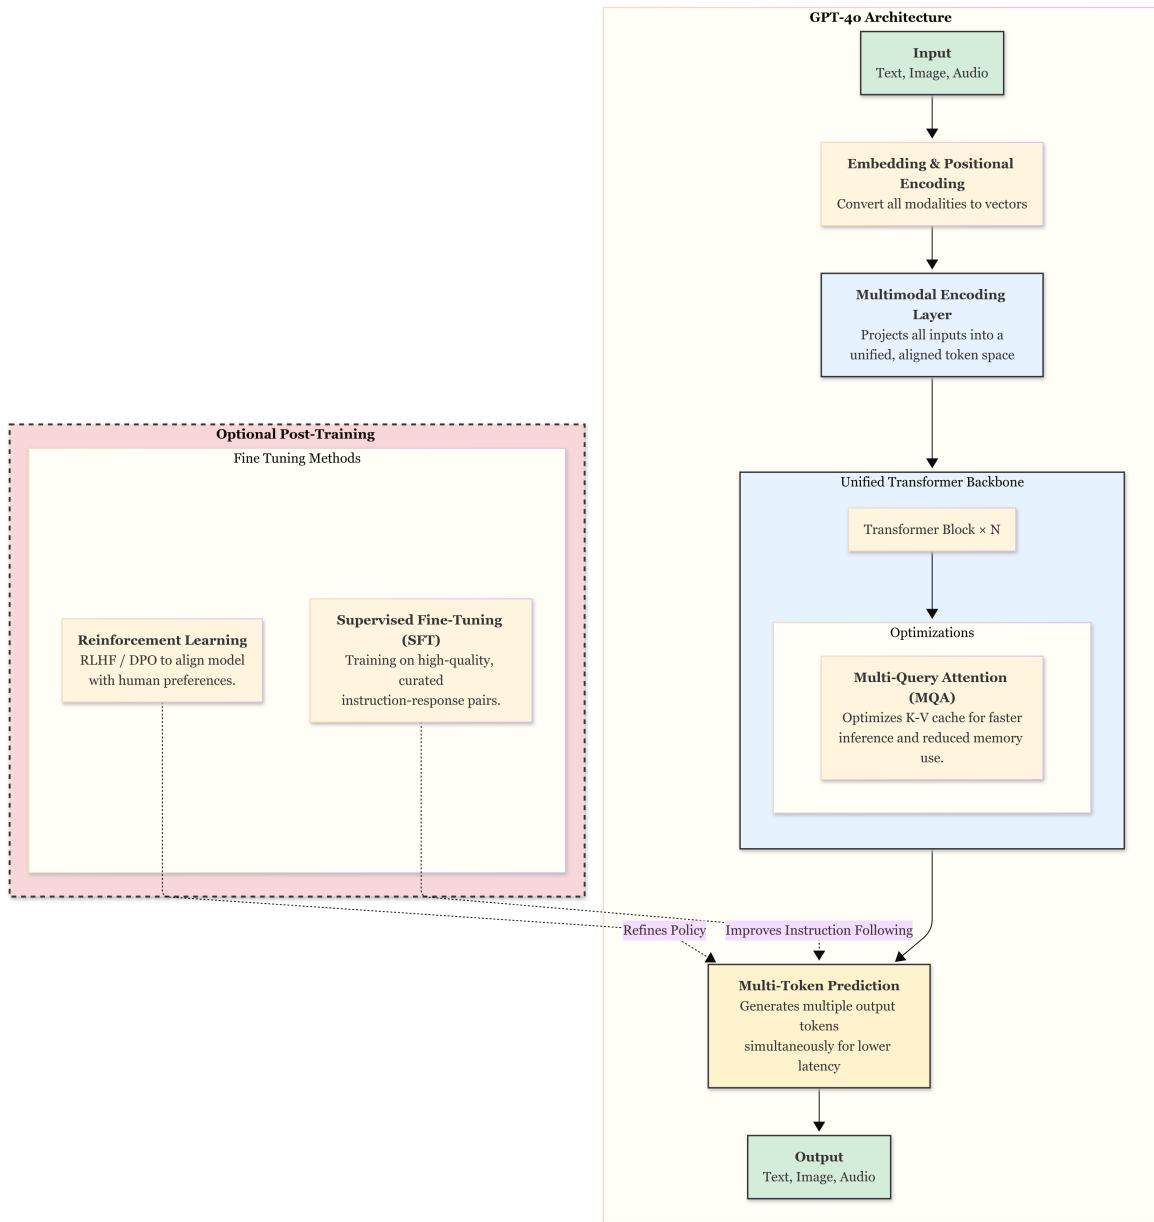 GPT-4o Architecture
Input
Text, Image, Audio
Embedding & Positional
Encoding
Convert all modalities to vectors
Multimodal Encoding
Layer
Projects all inputs into a
unified, aligned token space
Optional Post-Training
Fine Tuning Methods
Reinforcement Learning
RLHF / DPO to align model
with human preferences.
Supervised Fine-Tuning
(SFT)
Training on high-quality,
curated
instruction-response pairs.
Unified Transformer Backbone
Transformer Block × N
Optimizations
Multi-Query Attention
(MQA)
Optimizes K-V cache for faster
inference and reduced memory
use.
Refines Policy
Improves Instruction Following
Multi-Token Prediction
Generates multiple output
tokens
simultaneously for lower
latency
Output
Text, Image, Audio